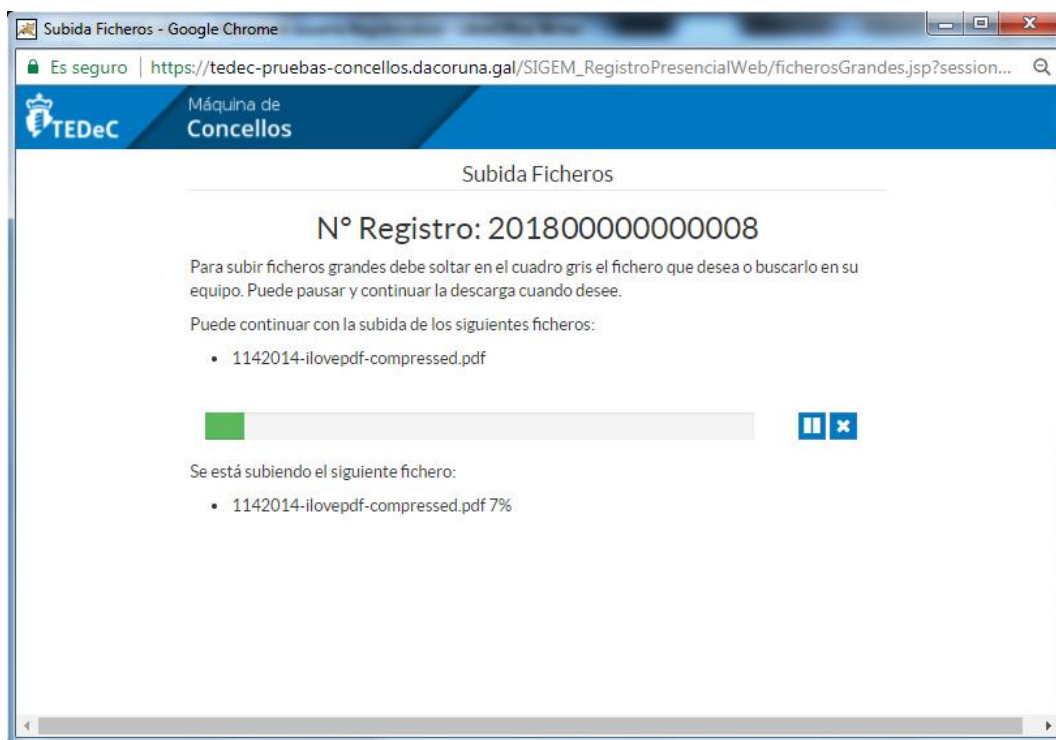 Subida Ficheros - Google Chrome
Es seguro | https://tedec-pruebas-concellos.dacoruna.gal/SIGEM_RegistroPresencialWeb/ficherosGrandes.jsp?session...
TEDeC
Máquina de
Concellos
Subida Ficheros
Nº Registro: 201800000000008
Para subir ficheros grandes debe soltar en el cuadro gris el fichero que desea o buscarlo en su
equipo. Puede pausar y continuar la descarga cuando desee.
Puede continuar con la subida de los siguientes ficheros:
• 1142014-ilovepdf-compressed.pdf
Se está subiendo el siguiente fichero:
• 1142014-ilovepdf-compressed.pdf 7%